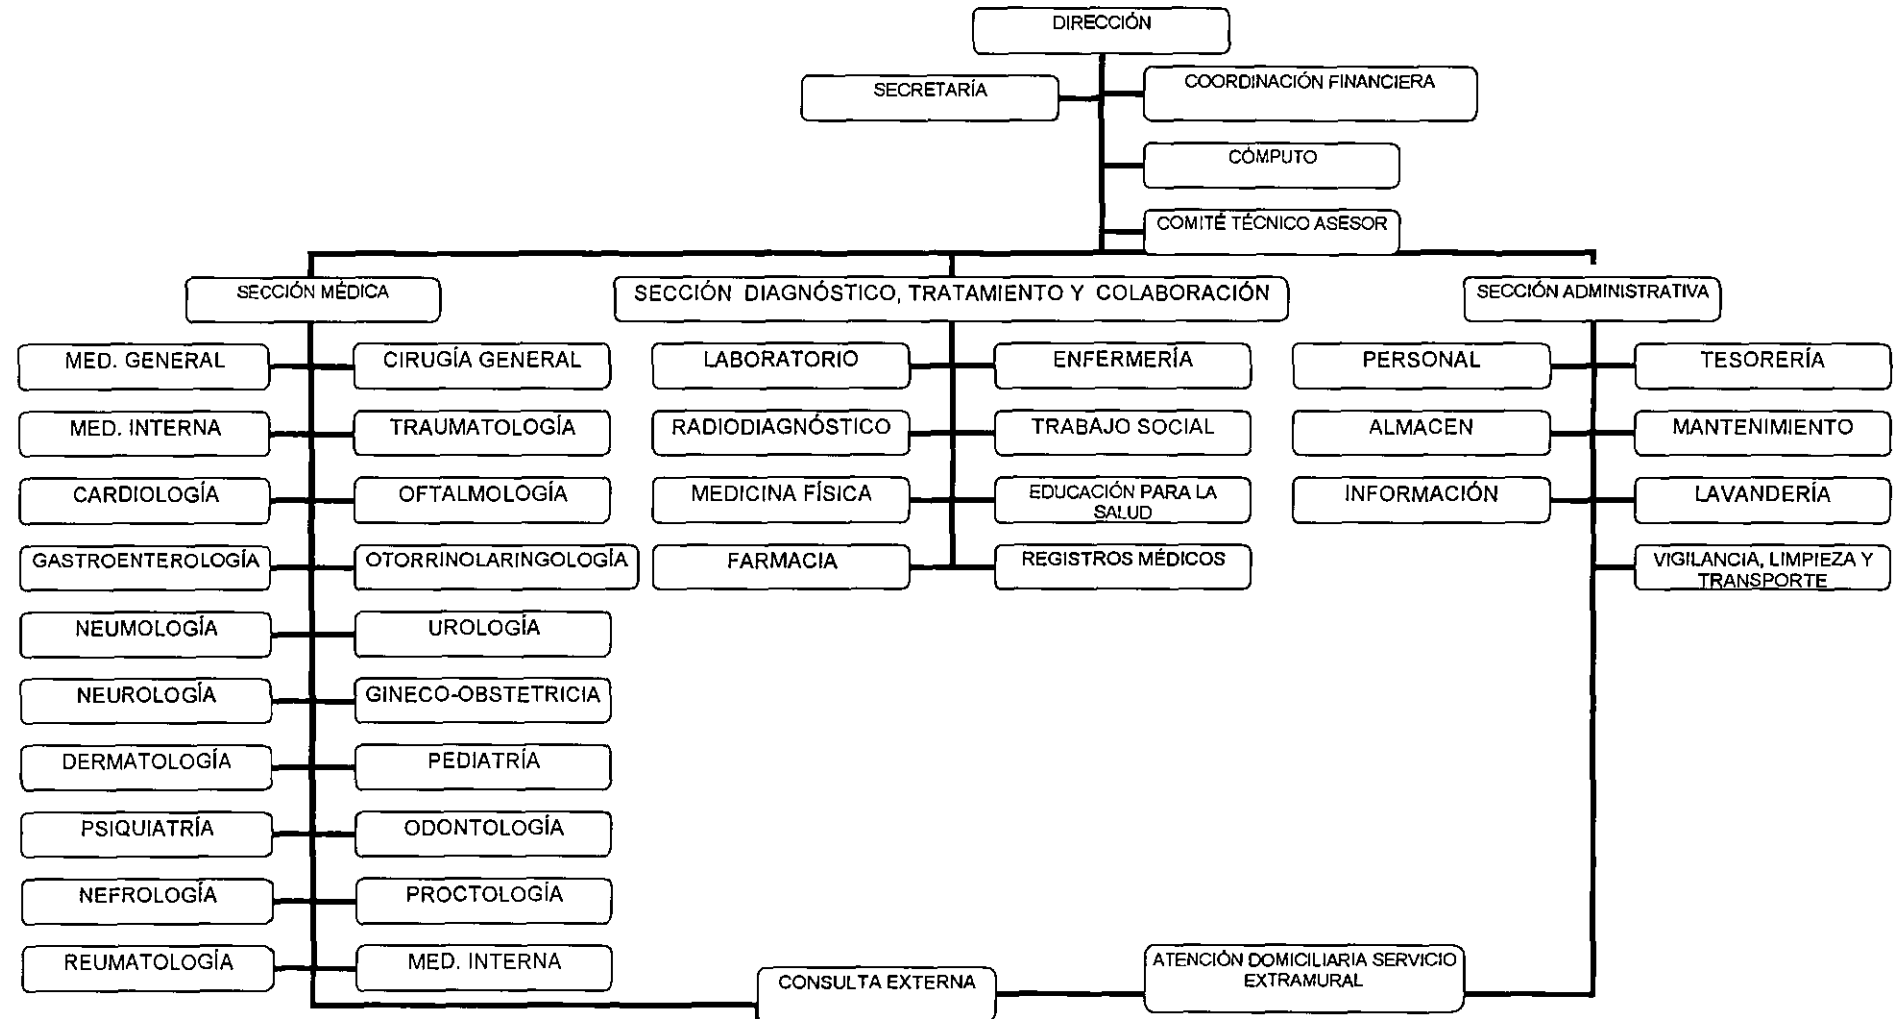 DIRECCIÓN
SECRETARÍA
COORDINACIÓN FINANCIERA
CÓMPUTO
COMITÉ TÉCNICO ASESOR
SECCIÓN MÉDICA
SECCIÓN DIAGNÓSTICO, TRATAMIENTO Y COLABORACIÓN
SECCIÓN ADMINISTRATIVA
MED. GENERAL
CIRUGÍA GENERAL
MED. INTERNA
TRAUMATOLOGÍA
CARDIOLOGÍA
OFTALMOLOGÍA
GASTROENTEROLOGÍA
OTORRINOLARINGOLOGÍA
NEUMOLOGÍA
UROLOGÍA
NEUROLOGÍA
GINECO-OBSTETRICIA
DERMATOLOGÍA
PEDIATRÍA
PSIQUIATRÍA
ODONTOLOGÍA
NEFROLOGÍA
PROCTOLOGÍA
REUMATOLOGÍA
MED. INTERNA
LABORATORIO
ENFERMERÍA
RADIODIAGNÓSTICO
TRABAJO SOCIAL
MEDICINA FÍSICA
EDUCACIÓN PARA LA
SALUD
FARMACIA
REGISTROS MÉDICOS
PERSONAL
TESORERÍA
ALMACEN
MANTENIMIENTO
INFORMACIÓN
LAVANDERÍA
VIGILANCIA, LIMPIEZA Y
TRANSPORTE
CONSULTA EXTERNA
ATENCIÓN DOMICILIARIA SERVICIO
EXTRAMURAL